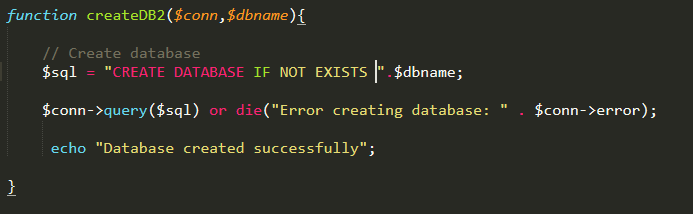 function createDB2($conn,$dbname){
// Create database
$sql = "CREATE DATABASE IF NOT EXISTS ".$dbname;
$conn->query($sql) or die("Error creating database: " . $conn->error);
echo "Database created successfully";
}